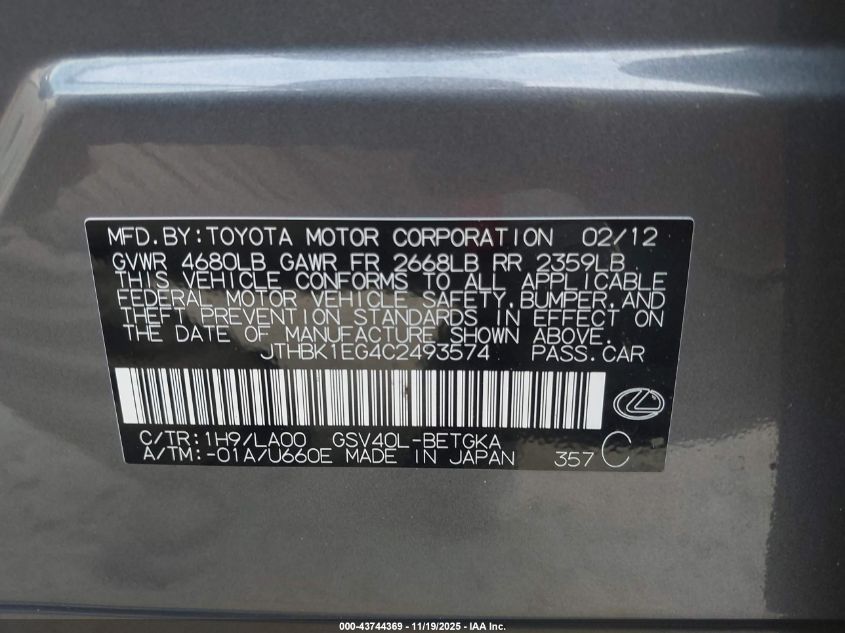 MFD.BY:TOYOTA MOTOR CORPORATION 02/12
GVWR 4680LB GAWR FR 2668LB RR 2359LB
THIS VEHICLE CONFORMS TO ALL APPLICABLE
FEDERAL MOTOR VEHICLE SAFETY,BUMPER,AND
THEFT PREVENTION STANDARDS IN EFFECT ON
THE DATE OF MANUFACTURE SHOWN ABOVE.
JTHBK1EG4C2493574 PASS.CAR
C/TR:1H9/LA00 GSV40L-BETGKA
A/TM:-01A/U660E MADE IN JAPAN 357 C
000-43744369 - 11/19/2025 - IAA Inc.